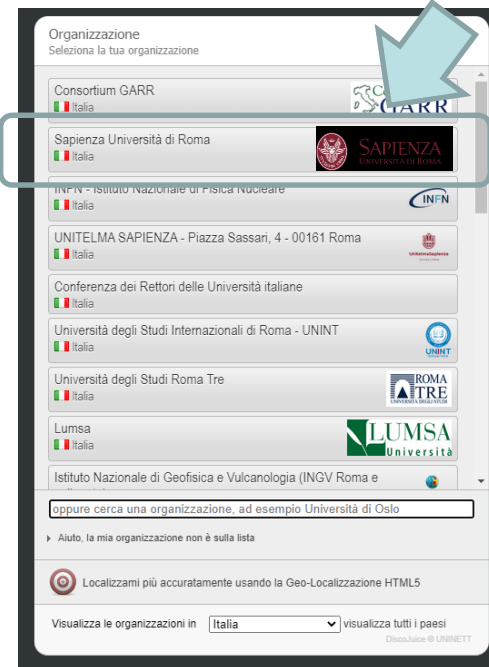 Organizzazione
Seleziona la tua organizzazione
Consortium GARR
Italia
GARR
Sapienza Università di Roma
Italia
SAPIENZA
UNIVERSITÀ DI ROMA
INFN - Istituto Nazionale di Fisica Nucleare
Italia
INFN
UNITELMA SAPIENZA - Piazza Sassari, 4 - 00161 Roma
Italia
UnitelmaSapienza
Conferenza dei Rettori delle Università italiane
Italia
Università degli Studi Internazionali di Roma - UNINT
Italia
UNINT
Università degli Studi Roma Tre
Italia
ROMA
TRE
UNIVERSITÀ DEGLI STUDI
Lumsa
Italia
LUMSA
Università
Istituto Nazionale di Geofisica e Vulcanologia (INGV Roma e
oppure cerca una organizzazione, ad esempio Università di Oslo
Aiuto, la mia organizzazione non è sulla lista
Localizzami più accuratamente usando la Geo-Localizzazione HTML5
Visualizza le organizzazioni in Italia visualizza tutti i paesi
DiscoJuice © UNINETT